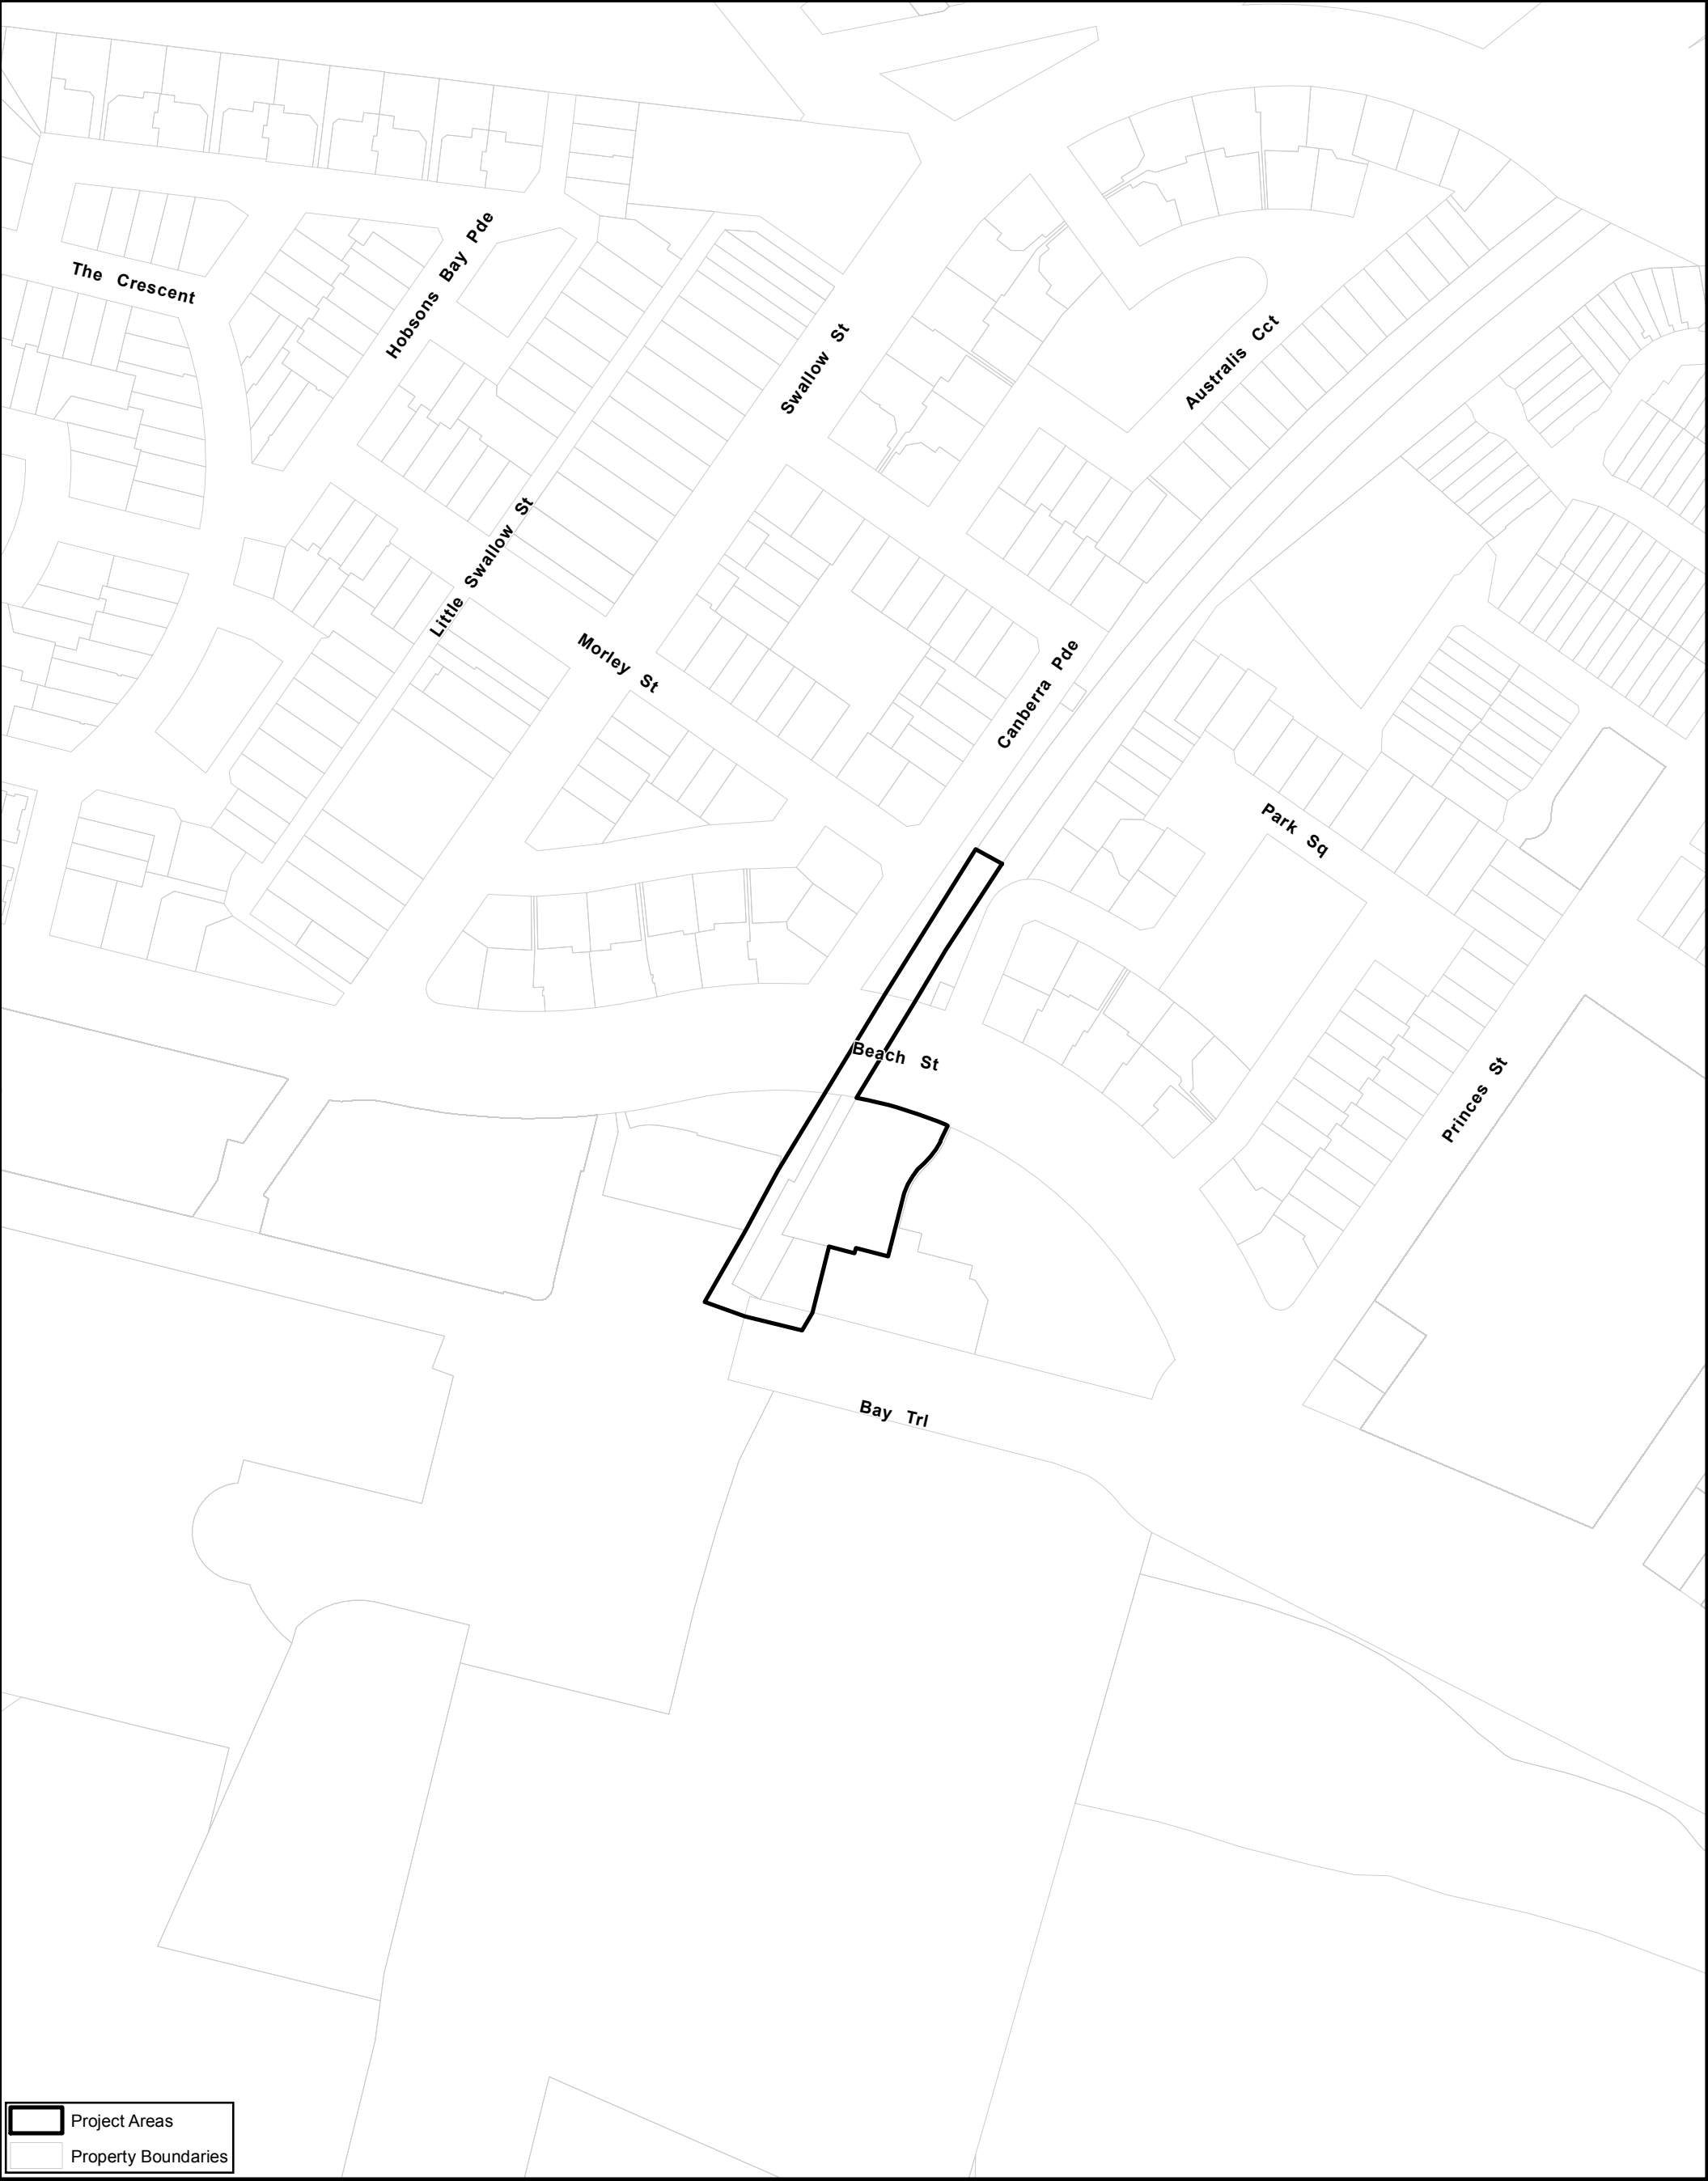 The Crescent
Hobsons Bay Pde
Swallow St
Australis Cct
Little Swallow St
Morley St
Canberra Pde
Park Sq
Beach St
Princes St
Bay Trl
Project Areas
Property Boundaries